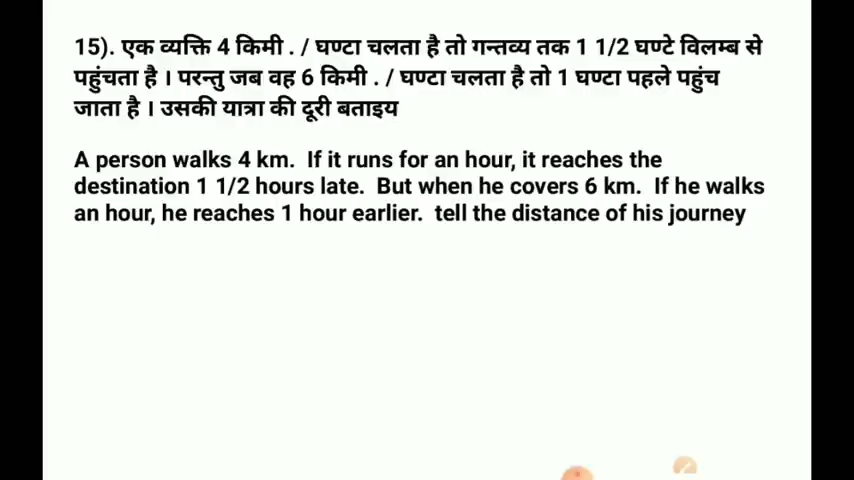 15). एक व्यक्ति 4 किमी . / घण्टा चलता है तो गन्तव्य तक 1 1/2 घण्टे विलम्ब से
पहुंचता है । परन्तु जब वह 6 किमी . / घण्टा चलता है तो 1 घण्टा पहले पहुंच
जाता है । उसकी यात्रा की दूरी बताइय
A person walks 4 km.  If it runs for an hour, it reaches the
destination 1 1/2 hours late.  But when he covers 6 km.  If he walks
an hour, he reaches 1 hour earlier.  tell the distance of his journey